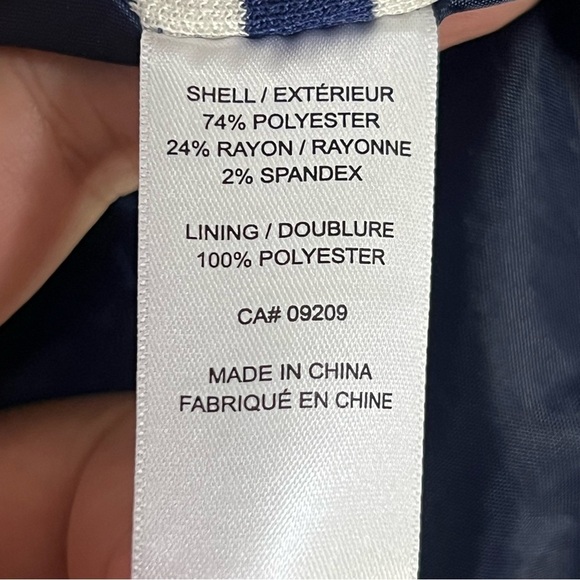 SHELL / EXTÉRIEUR
74% POLYESTER
24% RAYON / RAYONNE
2% SPANDEX
LINING / DOUBLURE
100% POLYESTER
CA# 09209
MADE IN CHINA
FABRIQUÉ EN CHINE